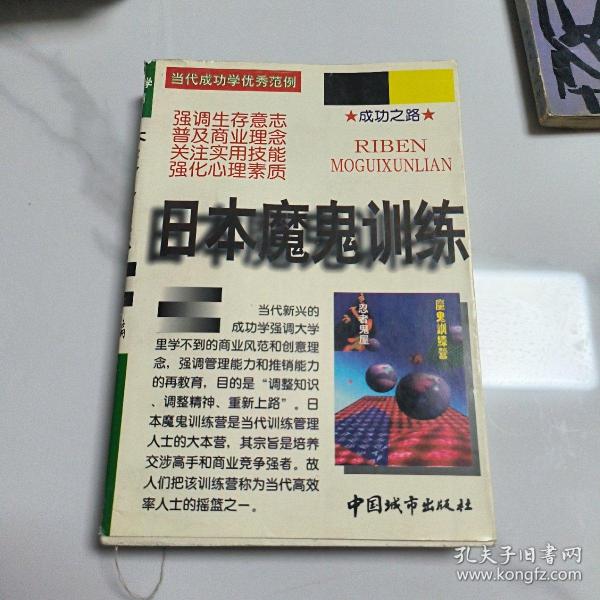 当代成功学优秀范例
强调生存意志
普及商业理念
关注实用技能
强化心理素质
★成功之路★
RIBEN
MOGUIXUNLIAN
日本魔鬼训练
当代新兴的
成功学强调大学
里学不到的商业风范和创意理
念，强调管理能力和推销能力
的再教育，目的是“调整知识
、调整精神、重新上路”。日
本魔鬼训练营是当代训练管理
人士的大本营，其宗旨是培养
交涉高手和商业竞争强者。故
人们把该训练营称为当代高效
率人士的摇篮之一。
忍者鬼屋
魔鬼訓練營
中国城市出版社
孔夫子旧书网
www.kongfz.com